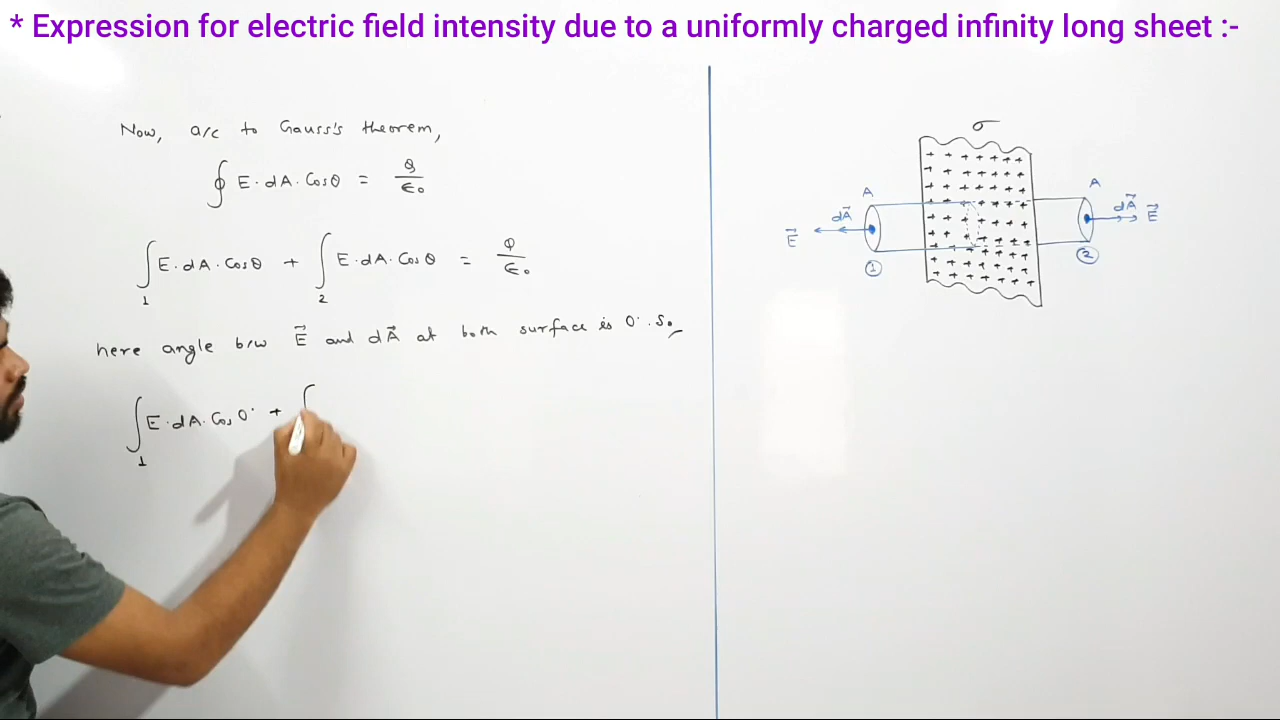 * Expression for electric field intensity due to a uniformly charged infinity long sheet :-
Now, a/c to Gauss's theorem,
∮ E·dA·Cosθ = Q/ε₀
∫₁ E·dA·Cosθ + ∫₂ E·dA·Cosθ = Q/ε₀
here angle b/w E⃗ and dA⃗ at both surface is 0°. So,
∫₁ E·dA·Cos 0° + ∫
σ
A A
dA⃗ dA⃗ E⃗
E⃗
① ②